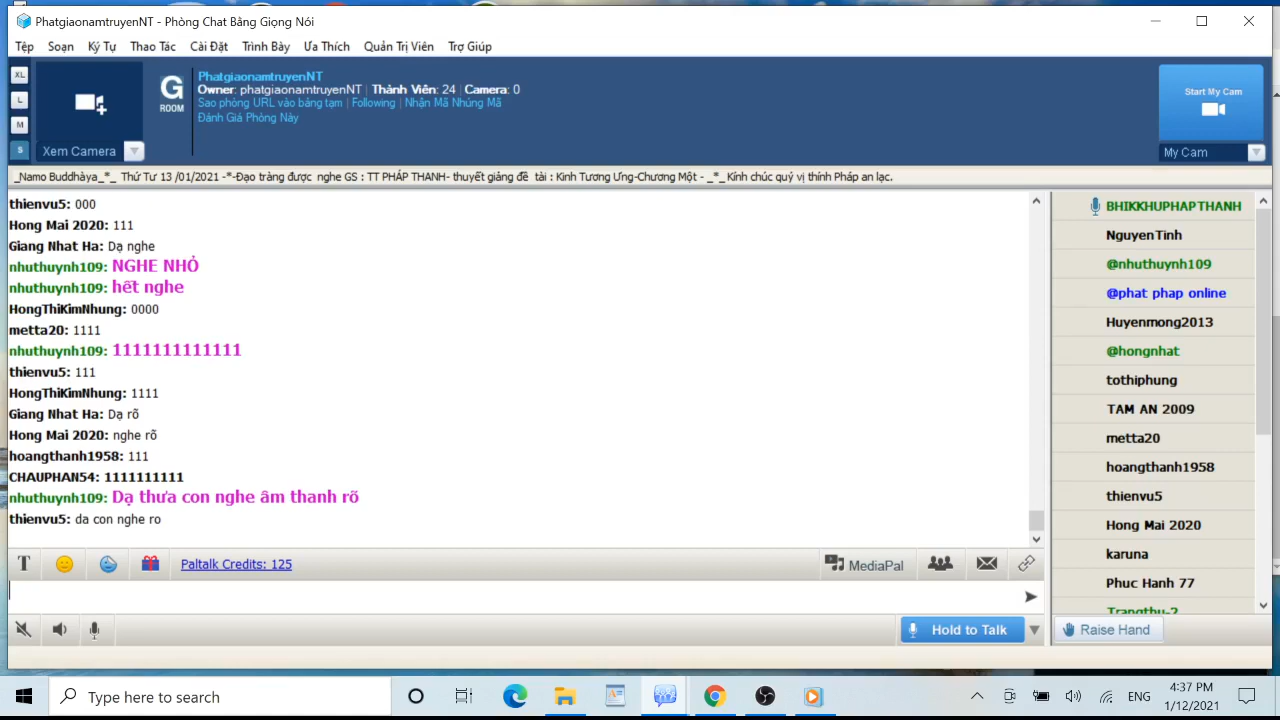 PhatgiaonamtruyenNT - Phòng Chat Bằng Giọng Nói
Tệp Soạn Ký Tự Thao Tác Cài Đặt Trình Bày Ưa Thích Quản Trị Viên Trợ Giúp
XL
L
M
S
Xem Camera
G
ROOM
PhatgiaonamtruyenNT
Owner: phatgiaonamtruyenNT | Thành Viên: 24 | Camera: 0
Sao phòng URL vào bảng tạm | Following | Nhận Mã Nhúng Mã
Đánh Giá Phòng Này
Start My Cam
My Cam
_Namo Buddhàya_*_ Thứ Tư 13 /01/2021 -*-Đạo tràng được nghe GS : TT PHÁP THANH- thuyết giảng đề tài : Kinh Tương Ưng-Chương Một - _*_ Kính chúc quý vị thính Pháp an lạc.
thienvu5: 000
Hong Mai 2020: 111
Giang Nhat Ha: Dạ nghe
nhuthuynh109: NGHE NHỎ
nhuthuynh109: hết nghe
HongThiKimNhung: 0000
metta20: 1111
nhuthuynh109: 1111111111111
thienvu5: 111
HongThiKimNhung: 1111
Giang Nhat Ha: Dạ rõ
Hong Mai 2020: nghe rõ
hoangthanh1958: 111
CHAUPHAN54: 1111111111
nhuthuynh109: Dạ thưa con nghe âm thanh rõ
thienvu5: da con nghe ro
BHIKKHUPHAPTHANH
NguyenTinh
@nhuthuynh109
@phat phap online
Huyenmong2013
@hongnhat
tothiphung
TAM AN 2009
metta20
hoangthanh1958
thienvu5
Hong Mai 2020
karuna
Phuc Hanh 77
Trangthu-2
T Paltalk Credits: 125 MediaPal
Hold to Talk
Raise Hand
Type here to search
ENG
4:37 PM
1/12/2021